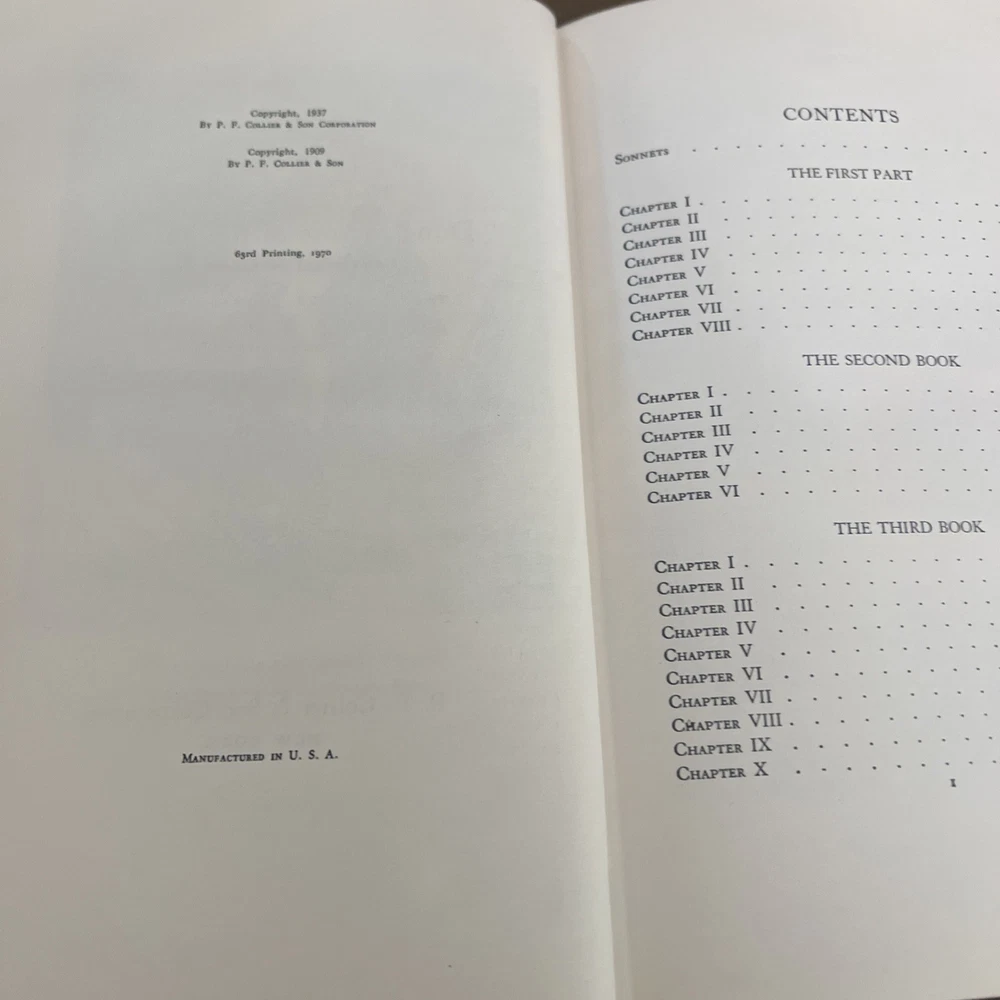 Copyright, 1937
By P. F. Collier & Son Corporation
Copyright, 1909
By P. F. Collier & Son
63rd Printing, 1970
Manufactured in U. S. A.
CONTENTS
Sonnets . . . . . . . . . .
THE FIRST PART
Chapter I . . . . . . . . . .
Chapter II . . . . . . . . . .
Chapter III . . . . . . . . . .
Chapter IV . . . . . . . . . .
Chapter V . . . . . . . . . .
Chapter VI . . . . . . . . . .
Chapter VII . . . . . . . . . .
Chapter VIII . . . . . . . . . .
THE SECOND BOOK
Chapter I . . . . . . . . . .
Chapter II . . . . . . . . . .
Chapter III . . . . . . . . . .
Chapter IV . . . . . . . . .
Chapter V . . . . . . . . .
Chapter VI . . . . . . . . .
THE THIRD BOOK
Chapter I . . . . . . . . .
Chapter II . . . . . . . . .
Chapter III . . . . . . . .
Chapter IV . . . . . . . .
Chapter V . . . . . . . .
Chapter VI . . . . . . . .
Chapter VII . . . . . . . .
Chapter VIII . . . . . . . .
Chapter IX . . . . . . . .
Chapter X . . . . . . . .
1